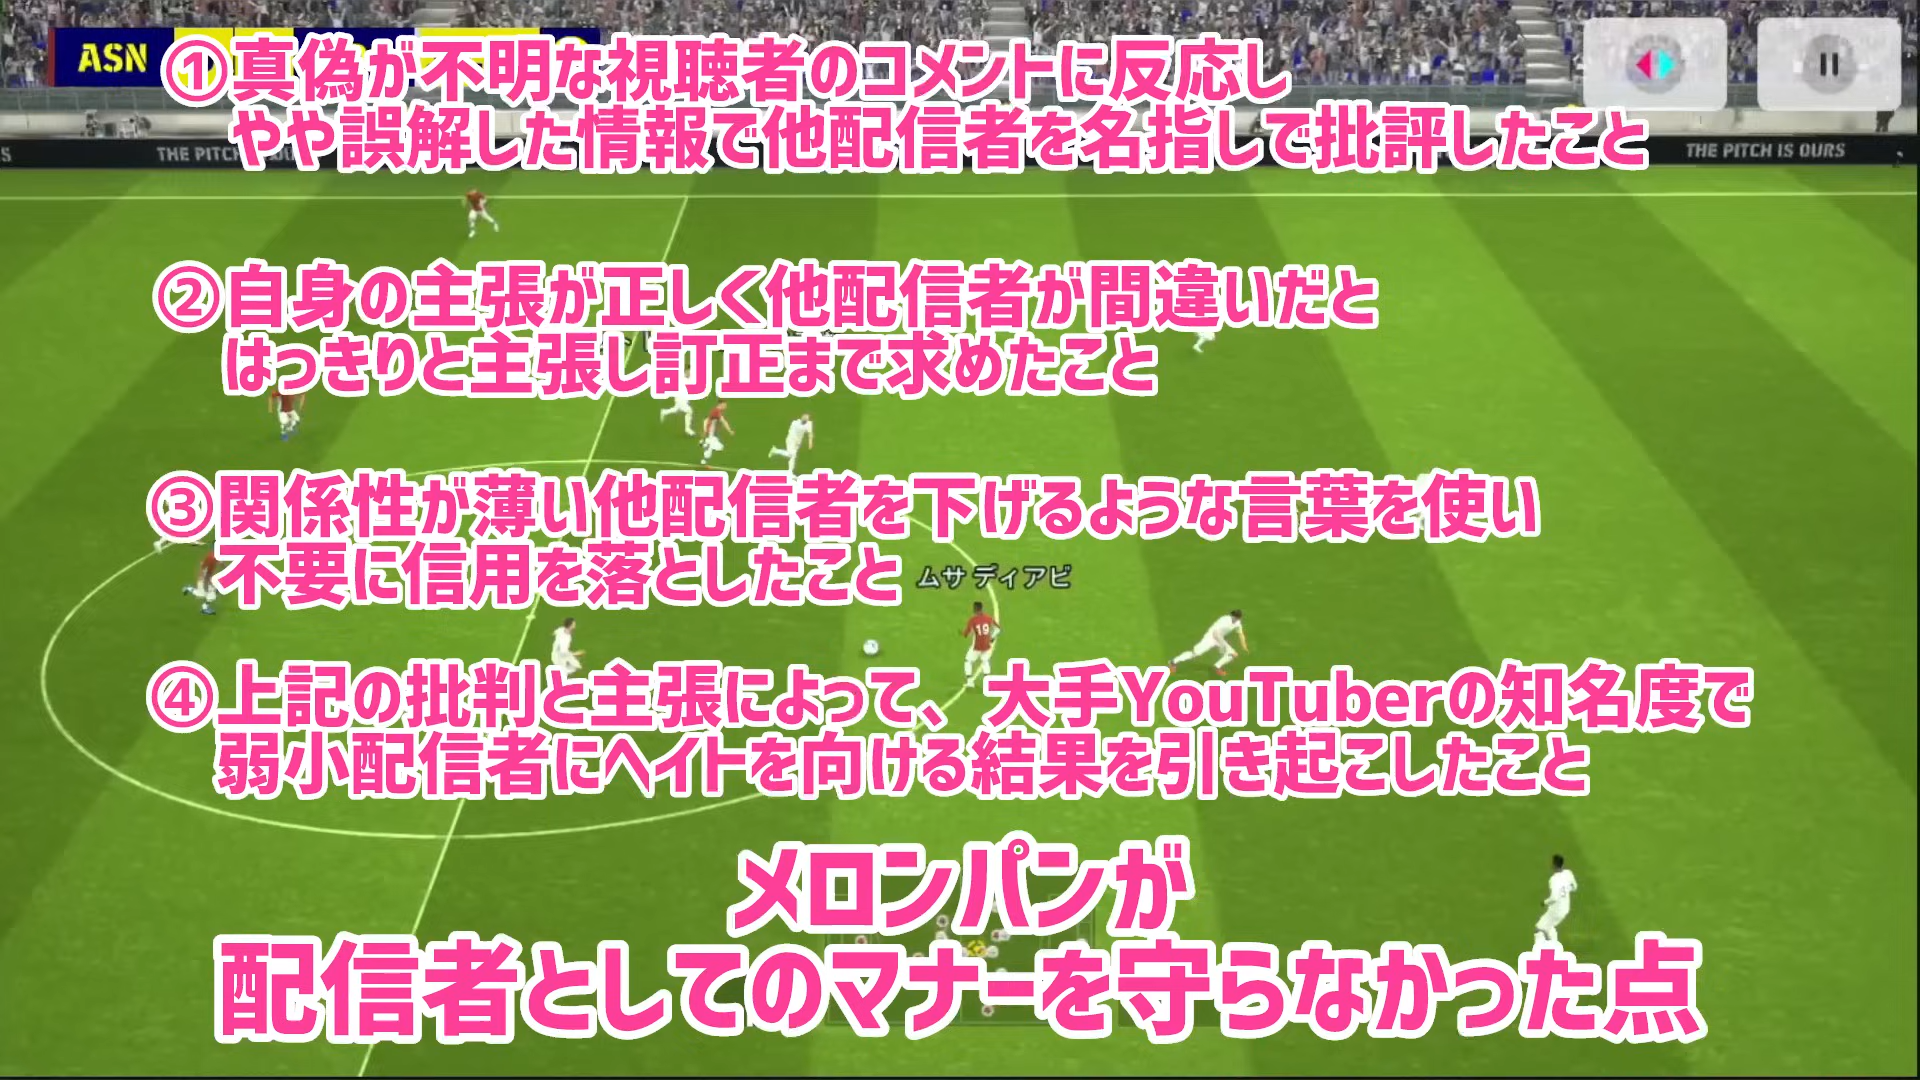 ASN
①真偽が不明な視聴者のコメントに反応し
やや誤解した情報で他配信者を名指しで批評したこと
THE PITCH
THE PITCH IS OURS
②自身の主張が正しく他配信者が間違いだと
はっきりと主張し訂正まで求めたこと
③関係性が薄い他配信者を下げるような言葉を使い
不要に信用を落としたこと
ムサ ディアビ
19
④上記の批判と主張によって、大手YouTuberの知名度で
弱小配信者にヘイトを向ける結果を引き起こしたこと
メロンパンが
配信者としてのマナーを守らなかった点